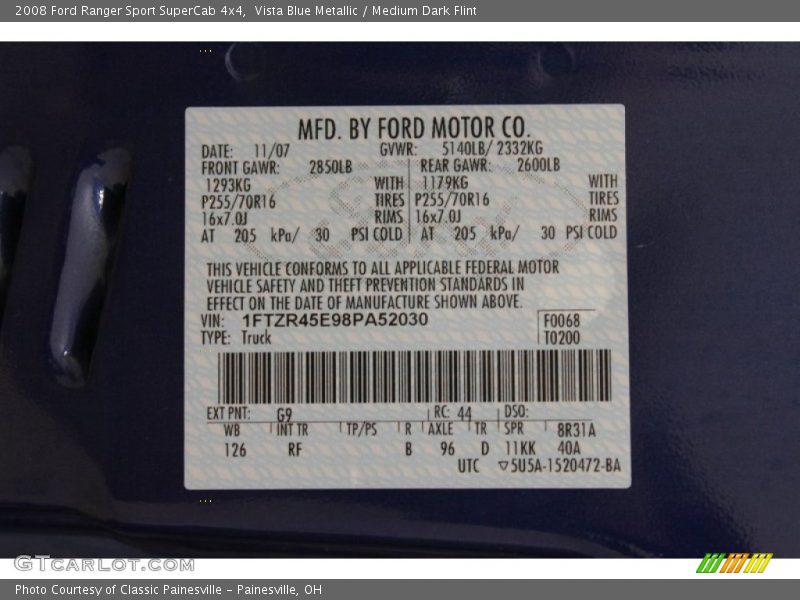 2008 Ford Ranger Sport SuperCab 4x4, Vista Blue Metallic / Medium Dark Flint
MFD. BY FORD MOTOR CO.
DATE: 11/07 GVWR: 5140LB/ 2332KG
FRONT GAWR: 2850LB REAR GAWR: 2600LB
1293KG WITH 1179KG WITH
P255/70R16 TIRES P255/70R16 TIRES
16x7.0J RIMS 16x7.0J RIMS
AT 205 kPa/ 30 PSI COLD AT 205 kPa/ 30 PSI COLD
THIS VEHICLE CONFORMS TO ALL APPLICABLE FEDERAL MOTOR
VEHICLE SAFETY AND THEFT PREVENTION STANDARDS IN
EFFECT ON THE DATE OF MANUFACTURE SHOWN ABOVE.
VIN: 1FTZR45E98PA52030 F0068
TYPE: Truck T0200
EXT PNT: G9 RC: 44 DSO:
WB INT TR TP/PS R AXLE TR SPR 8R31A
126 RF B 96 D 11KK 40A
UTC ▽5U5A-1520472-BA
GTCARLOT.COM
Photo Courtesy of Classic Painesville - Painesville, OH